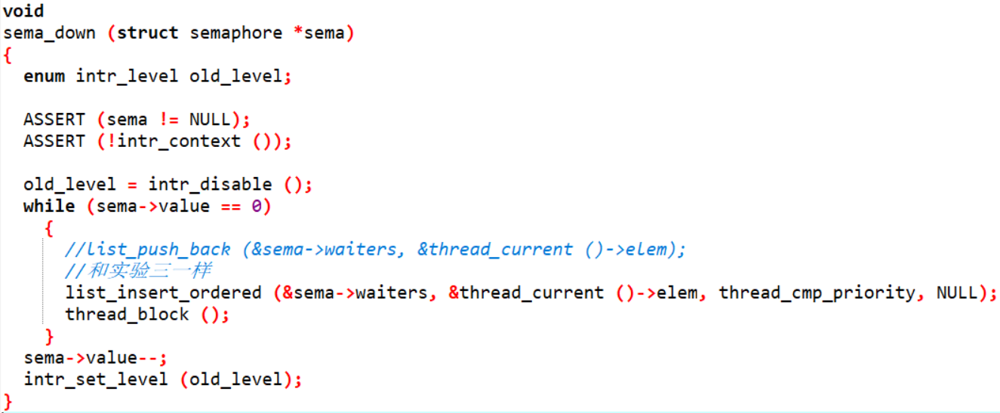 void
sema_down (struct semaphore *sema)
{
  enum intr_level old_level;

  ASSERT (sema != NULL);
  ASSERT (!intr_context ());

  old_level = intr_disable ();
  while (sema->value == 0)
    {
      //list_push_back (&sema->waiters, &thread_current ()->elem);
      //和实验三一样
      list_insert_ordered (&sema->waiters, &thread_current ()->elem, thread_cmp_priority, NULL);
      thread_block ();
    }
  sema->value--;
  intr_set_level (old_level);
}